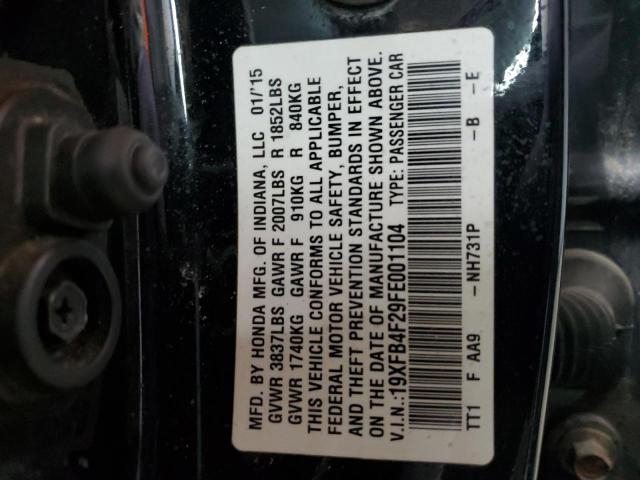 MFD. BY HONDA MFG. OF INDIANA, LLC 01/15
GVWR 3837LBS GAWR F 2007LBS R 1852LBS
GVWR 1740KG GAWR F 910KG R 840KG
THIS VEHICLE CONFORMS TO ALL APPLICABLE
FEDERAL MOTOR VEHICLE SAFETY, BUMPER,
AND THEFT PREVENTION STANDARDS IN EFFECT
ON THE DATE OF MANUFACTURE SHOWN ABOVE.
V.I.N.:19XFB4F29FE001104 TYPE: PASSENGER CAR
TT1 F AA9 -NH731P -B -E